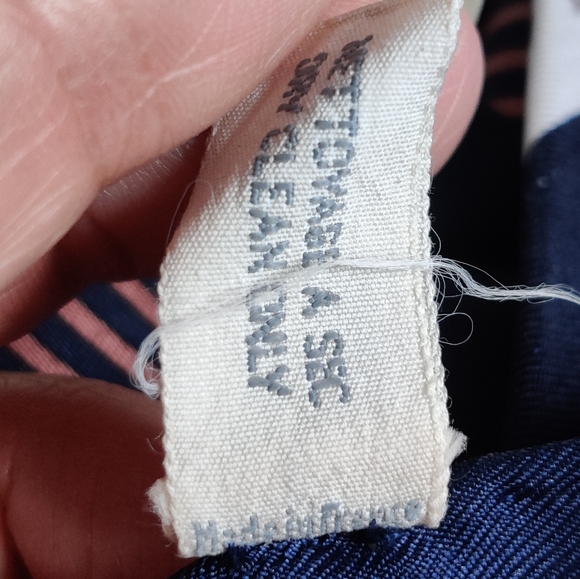 NETTOYAGE A SEC
DRY CLEAN ONLY
Made in France